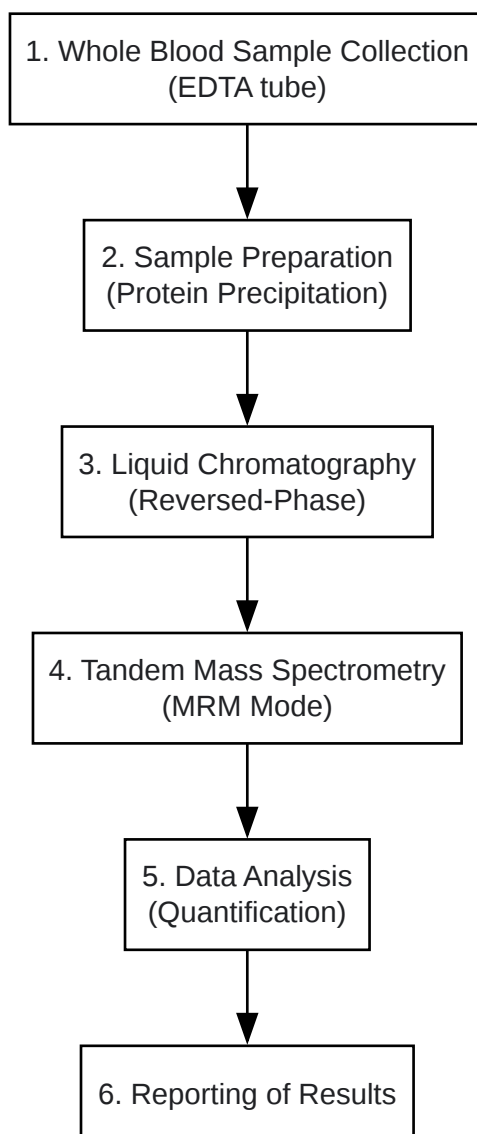 1. Whole Blood Sample Collection
(EDTA tube)
2. Sample Preparation
(Protein Precipitation)
3. Liquid Chromatography
(Reversed-Phase)
4. Tandem Mass Spectrometry
(MRM Mode)
5. Data Analysis
(Quantification)
6. Reporting of Results